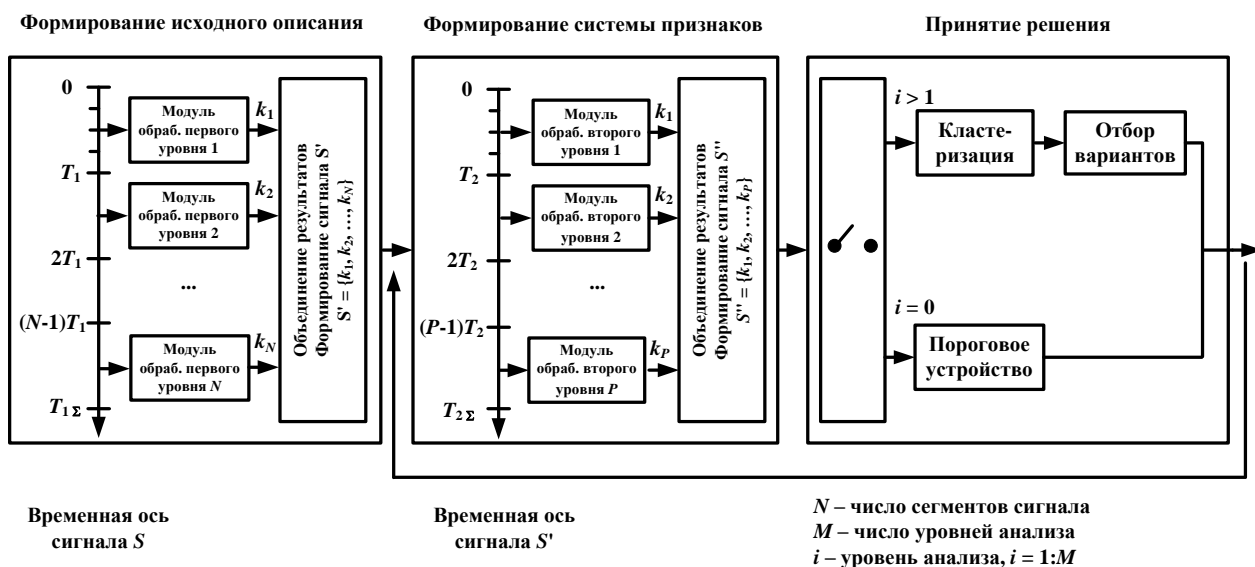 Формирование исходного описания
0
Модуль
обраб. первого
уровня 1
k1
T1
Модуль
обраб. первого
уровня 2
k2
2T1
...
(N-1)T1
Модуль
обраб. первого
уровня N
kN
T1 Σ
Объединение результатов
Формирование сигнала S'
S' = {k1, k2, …, kN}
Временная ось
сигнала S
Формирование системы признаков
0
Модуль
обраб. второго
уровня 1
k1
T2
Модуль
обраб. второго
уровня 2
k2
2T2
...
(P-1)T2
Модуль
обраб. второго
уровня P
kP
T2 Σ
Объединение результатов
Формирование сигнала S''
S'' = {k1, k2, …, kP}
Временная ось
сигнала S'
Принятие решения
i > 1
Класте-
ризация
Отбор
вариантов
i = 0
Пороговое
устройство
N – число сегментов сигнала
M – число уровней анализа
i – уровень анализа, i = 1:M